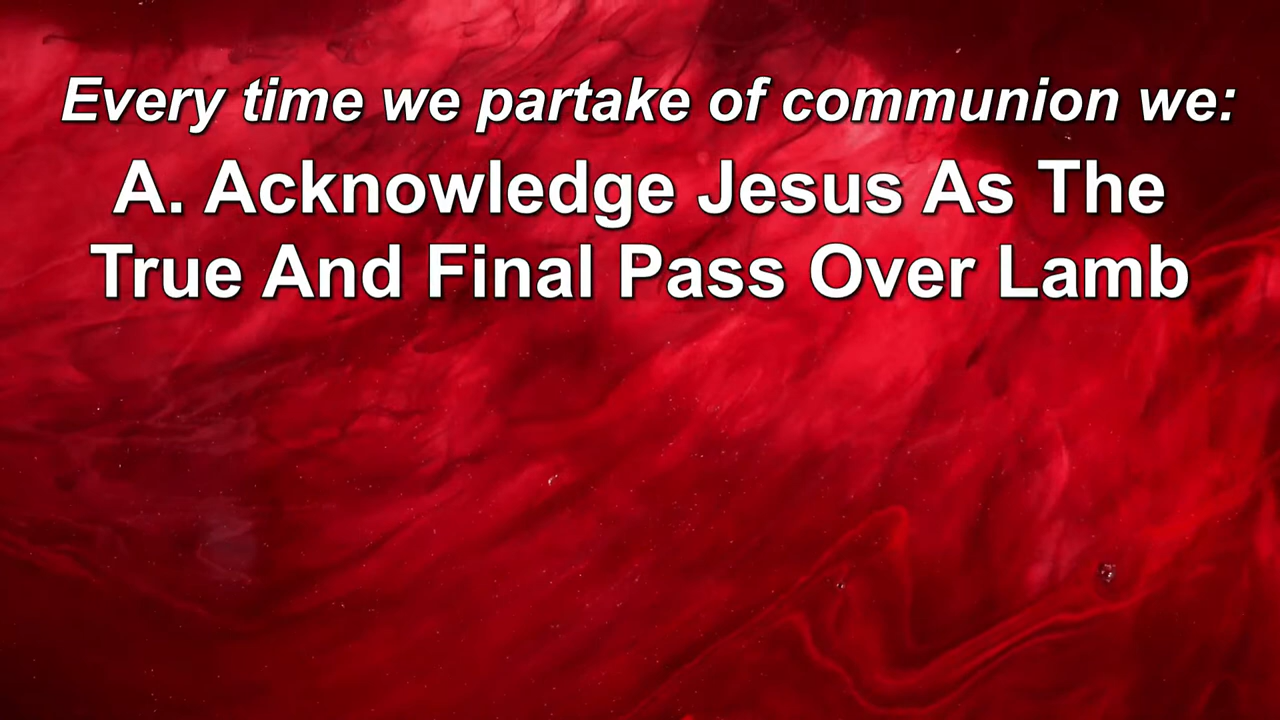 Every time we partake of communion we:
A. Acknowledge Jesus As The
True And Final Pass Over Lamb